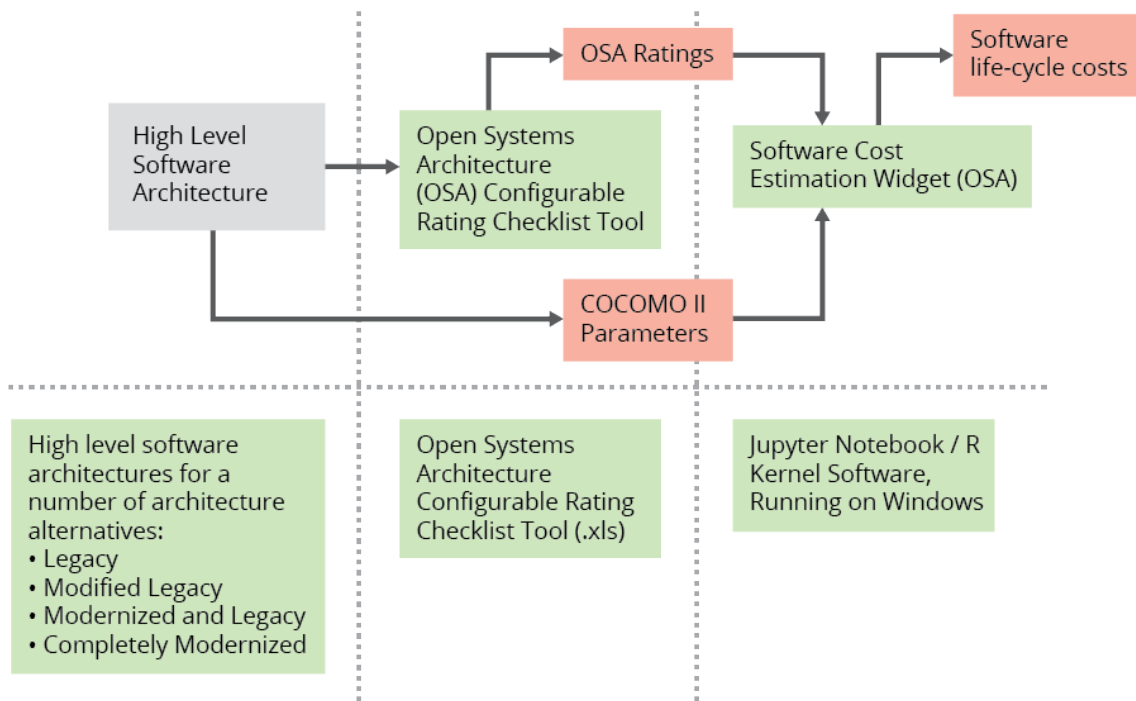 OSA Ratings
Software
life-cycle costs
High Level
Software
Architecture
Open Systems
Architecture
(OSA) Configurable
Rating Checklist Tool
Software Cost
Estimation Widget (OSA)
COCOMO II
Parameters
High level software
architectures for a
number of architecture
alternatives:
• Legacy
• Modified Legacy
• Modernized and Legacy
• Completely Modernized
Open Systems
Architecture
Configurable Rating
Checklist Tool (.xls)
Jupyter Notebook / R
Kernel Software,
Running on Windows